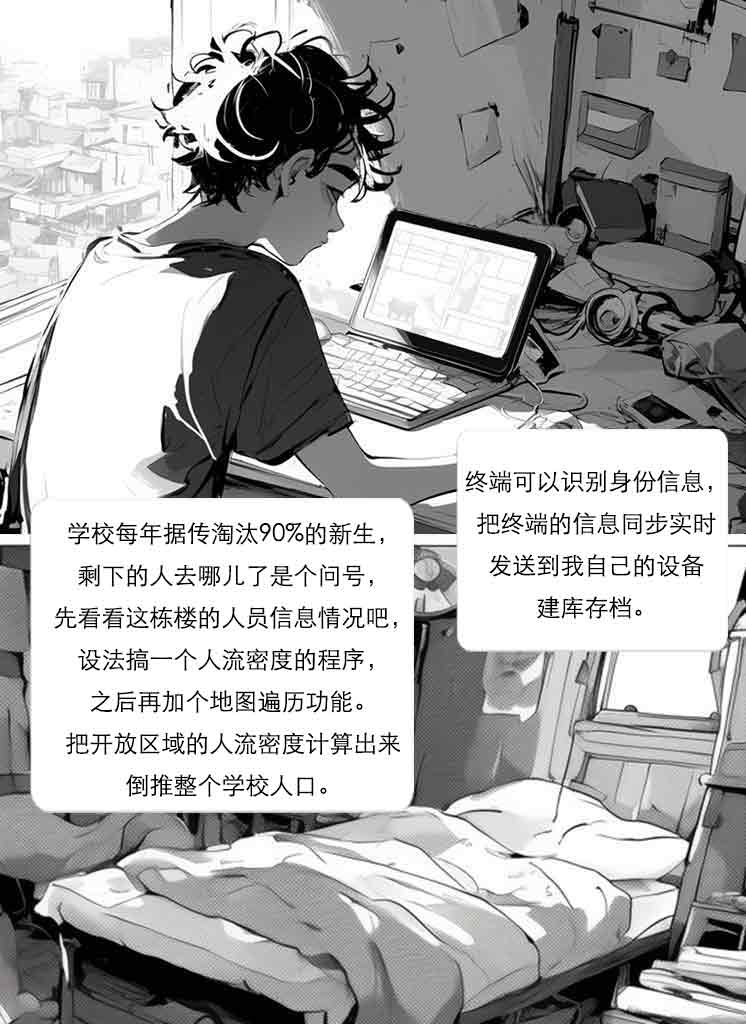 终端可以识别身份信息，
把终端的信息同步实时
发送到我自己的设备
建库存档。
学校每年据传淘汰90%的新生，
剩下的人去哪儿了是个问号，
先看看这栋楼的人员信息情况吧，
设法搞一个人流密度的程序，
之后再加个地图遍历功能。
把开放区域的人流密度计算出来
倒推整个学校人口。